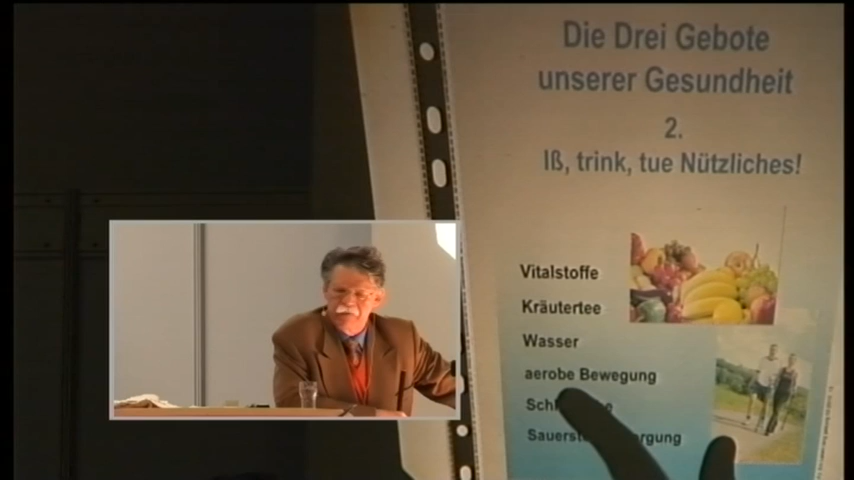 Die Drei Gebote
unserer Gesundheit
2.
Iß, trink, tue Nützliches!
Vitalstoffe
Kräutertee
Wasser
aerobe Bewegung